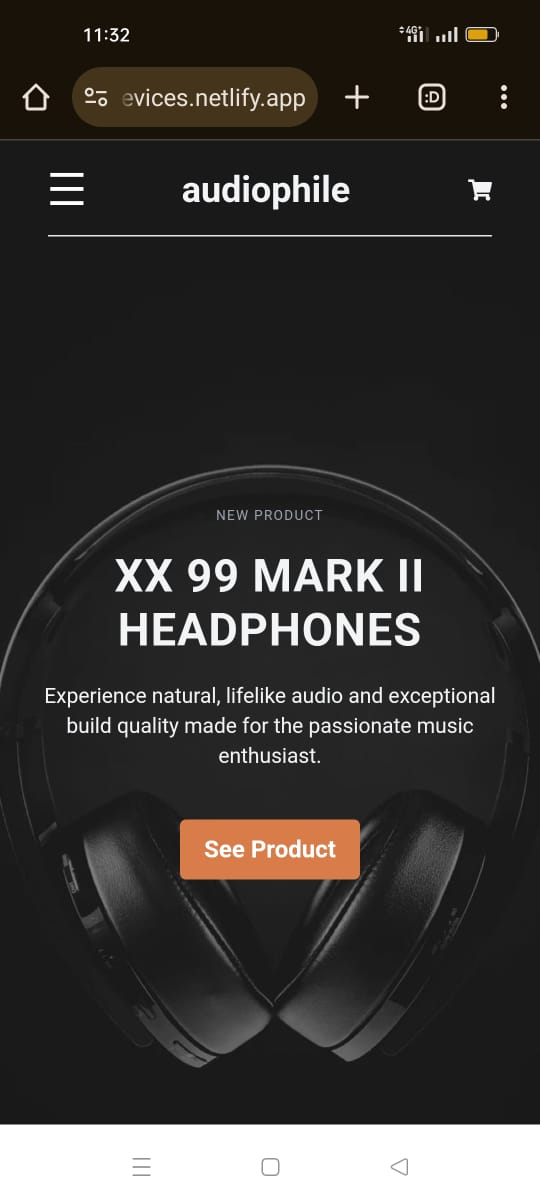 11:32
4G+
evices.netlify.app
:D
audiophile
NEW PRODUCT
XX 99 MARK II
HEADPHONES
Experience natural, lifelike audio and exceptional
build quality made for the passionate music
enthusiast.
See Product